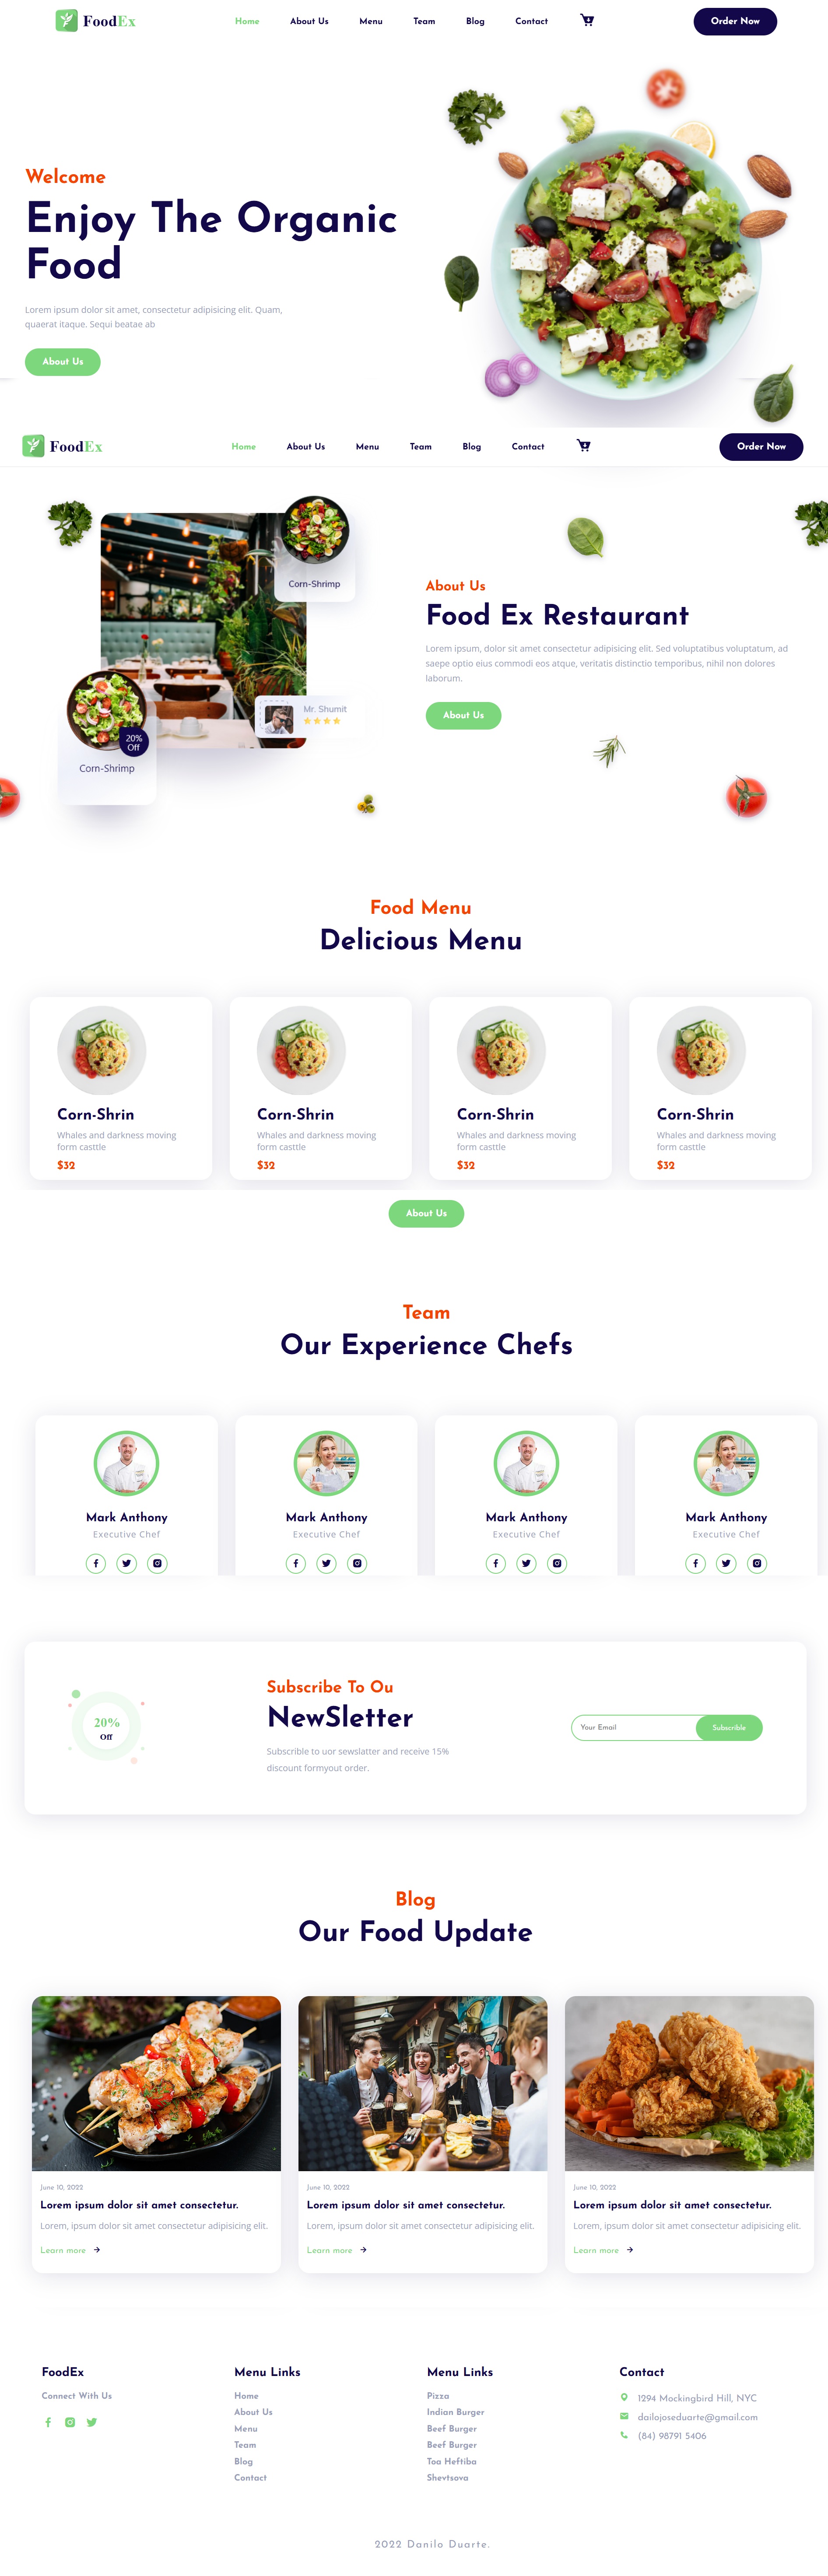 FoodEx
Home
About Us
Menu
Team
Blog
Contact
Order Now
Welcome
Enjoy The Organic
Food
Lorem ipsum dolor sit amet, consectetur adipisicing elit. Quam,
quaerat itaque. Sequi beatae ab
About Us
FoodEx
Home
About Us
Menu
Team
Blog
Contact
Order Now
Corn-Shrimp
Mr. Shumit
20%
Off
Corn-Shrimp
About Us
Food Ex Restaurant
Lorem ipsum, dolor sit amet consectetur adipisicing elit. Sed voluptatibus voluptatum, ad
saepe optio eius commodi eos atque, veritatis distinctio temporibus, nihil non dolores
laborum.
About Us
Food Menu
Delicious Menu
Corn-Shrin
Whales and darkness moving
form casttle
$32
Corn-Shrin
Whales and darkness moving
form casttle
$32
Corn-Shrin
Whales and darkness moving
form casttle
$32
Corn-Shrin
Whales and darkness moving
form casttle
$32
About Us
Team
Our Experience Chefs
Mark Anthony
Executive Chef
Mark Anthony
Executive Chef
Mark Anthony
Executive Chef
Mark Anthony
Executive Chef
20%
Off
Subscribe To Ou
NewSletter
Subscrible to uor sewslatter and receive 15%
discount formyout order.
Your Email
Subscrible
Blog
Our Food Update
June 10, 2022
Lorem ipsum dolor sit amet consectetur.
Lorem, ipsum dolor sit amet consectetur adipisicing elit.
Learn more
June 10, 2022
Lorem ipsum dolor sit amet consectetur.
Lorem, ipsum dolor sit amet consectetur adipisicing elit.
Learn more
June 10, 2022
Lorem ipsum dolor sit amet consectetur.
Lorem, ipsum dolor sit amet consectetur adipisicing elit.
Learn more
FoodEx
Connect With Us
Menu Links
Home
About Us
Menu
Team
Blog
Contact
Menu Links
Pizza
Indian Burger
Beef Burger
Beef Burger
Toa Heftiba
Shevtsova
Contact
1294 Mockingbird Hill, NYC
dailojoseduarte@gmail.com
(84) 98791 5406
2022 Danilo Duarte.